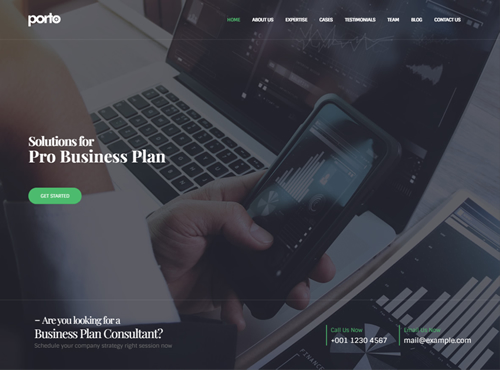 porto
HOME ABOUT US EXPERTISE CASES TESTIMONIALS TEAM BLOG CONTACT US
Solutions for
Pro Business Plan
GET STARTED
– Are you looking for a
Business Plan Consultant?
Schedule your company strategy right session now
Call Us Now
+001 1230 4567
Email Us Now
mail@example.com
FINANCE